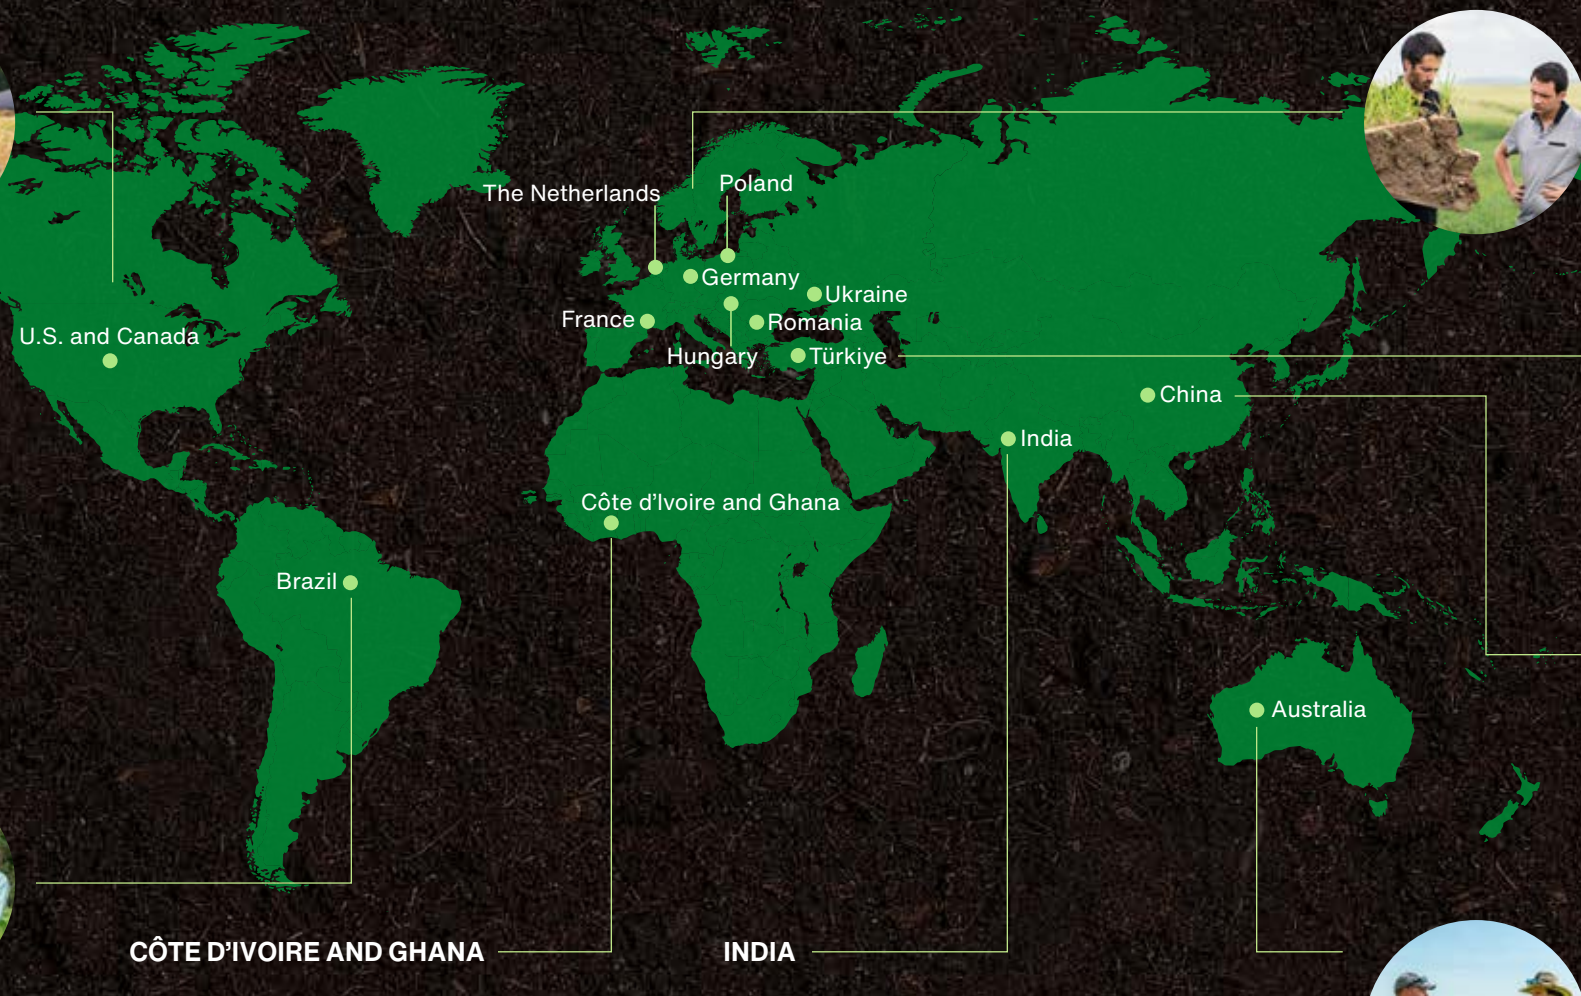 The Netherlands
Poland
Germany
Ukraine
France
Romania
U.S. and Canada
Hungary
Türkiye
China
India
Côte d’Ivoire and Ghana
Brazil
Australia
CÔTE D’IVOIRE AND GHANA
INDIA